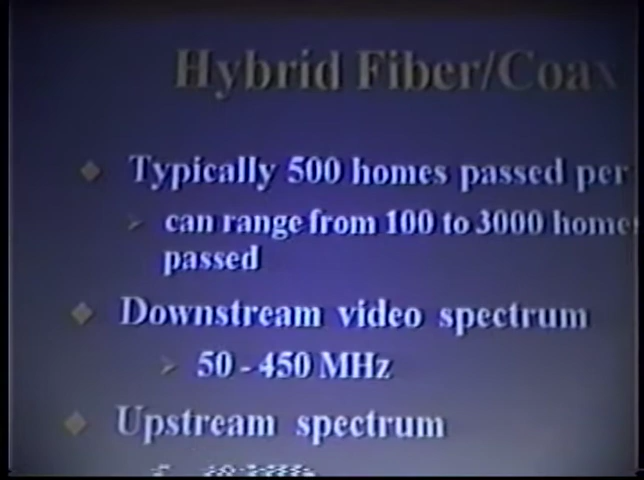 Hybrid Fiber/Coax
Typically 500 homes passed per
can range from 100 to 3000 home
passed
Downstream video spectrum
50 - 450 MHz
Upstream spectrum